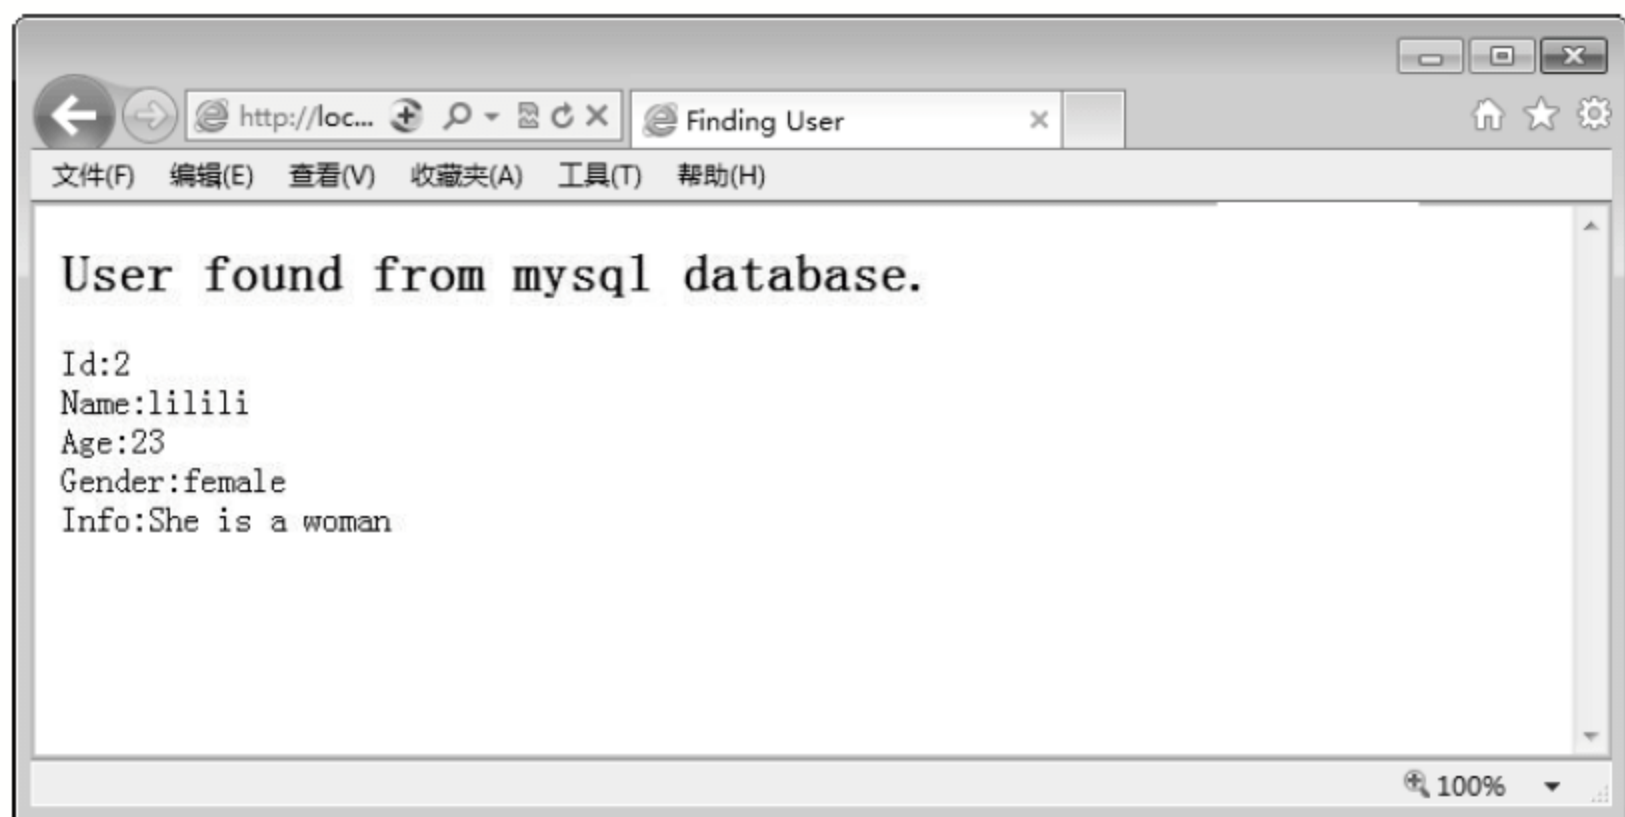 http://loc...
Finding User
文件(F) 编辑(E) 查看(V) 收藏夹(A) 工具(T) 帮助(H)
User found from mysql database.
Id:2
Name:lilili
Age:23
Gender:female
Info:She is a woman
100%